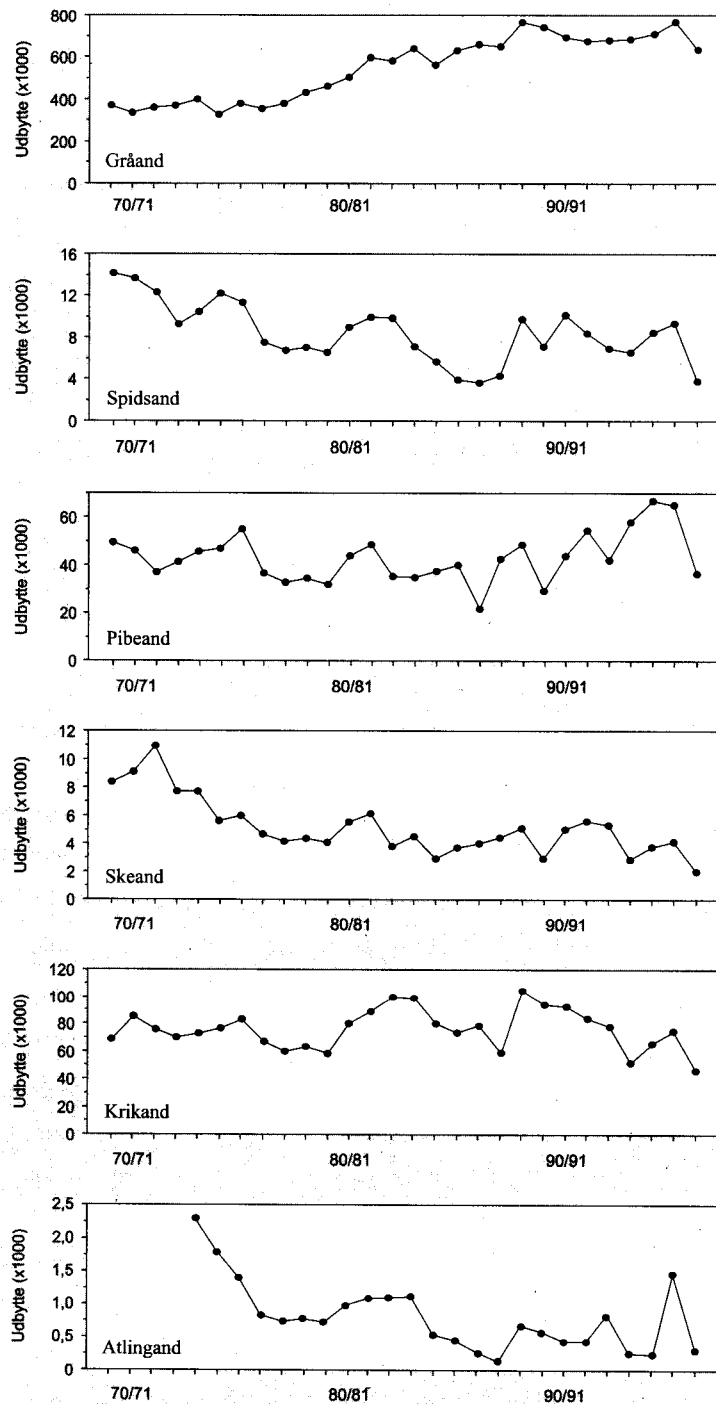 Udbytte (x1000)
800
600
400
200
0
Gråand
70/71 80/81 90/91
Udbytte (x1000)
16
12
8
4
0
Spidsand
70/71 80/81 90/91
Udbytte (x1000)
60
40
20
0
Pibeand
70/71 80/81 90/91
Udbytte (x1000)
12
10
8
6
4
2
0
Skeand
70/71 80/81 90/91
Udbytte (x1000)
120
100
80
60
40
20
0
Krikand
70/71 80/81 90/91
Udbytte (x1000)
2,5
2
1,5
1,0
0,5
0
Atlingand
70/71 80/81 90/91